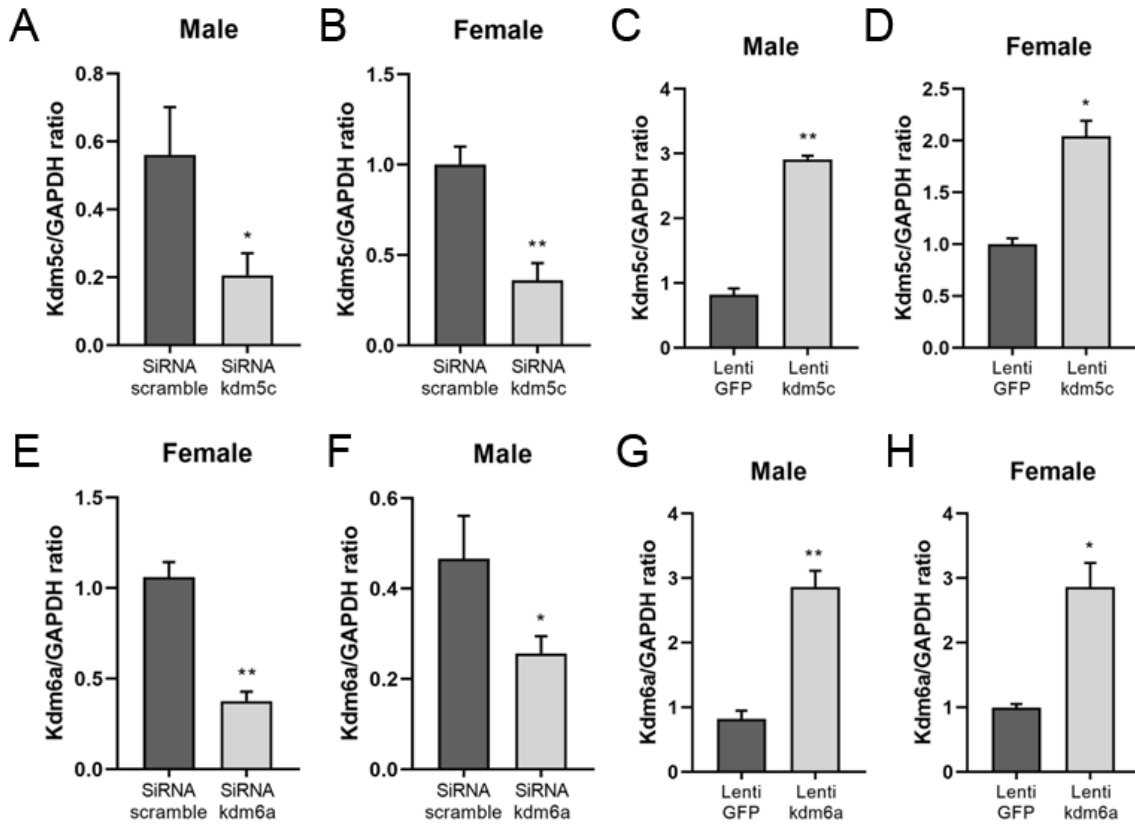 A
Male
Kdm5c/GAPDH ratio
0.8
0.6
0.4
0.2
0.0
*
SiRNA SiRNA
scramble kdm5c
B
Female
Kdm5c/GAPDH ratio
1.5
1.0
0.5
0.0
**
SiRNA SiRNA
scramble kdm5c
C
Male
Kdm5c/GAPDH ratio
4
3
2
1
0
**
Lenti Lenti
GFP kdm5c
D
Female
Kdm5c/GAPDH ratio
2.5
2.0
1.5
1.0
0.5
0.0
*
Lenti Lenti
GFP kdm5c
E
Female
Kdm6a/GAPDH ratio
1.5
1.0
0.5
0.0
**
SiRNA SiRNA
scramble kdm6a
F
Male
Kdm6a/GAPDH ratio
0.6
0.4
0.2
0.0
*
SiRNA SiRNA
scramble kdm6a
G
Male
Kdm6a/GAPDH ratio
4
3
2
1
0
**
Lenti Lenti
GFP kdm6a
H
Female
Kdm6a/GAPDH ratio
4
3
2
1
0
*
Lenti Lenti
GFP kdm6a